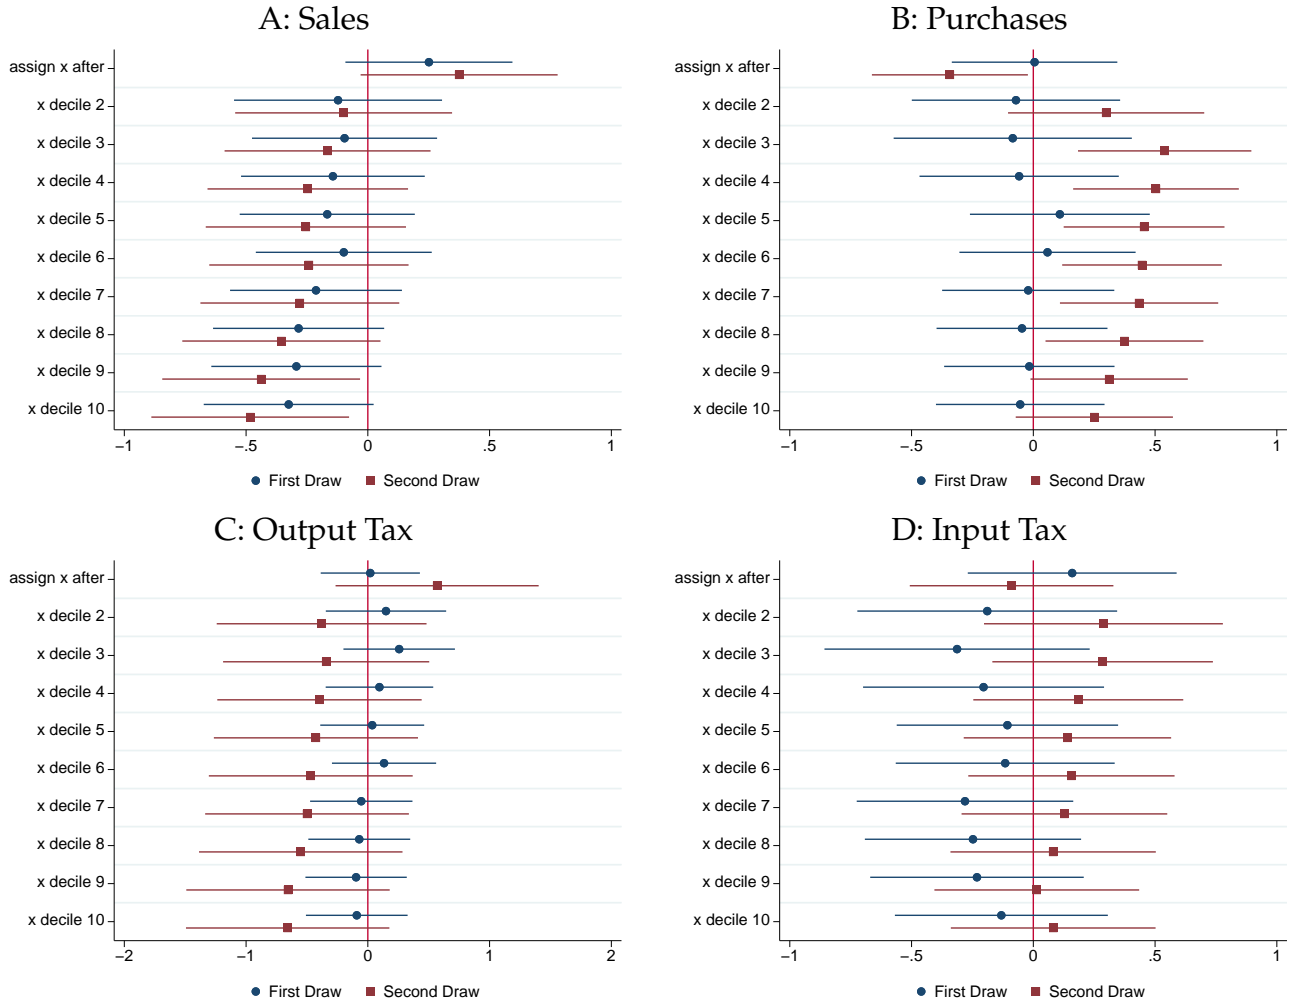 A: Sales
assign x after
x decile 2
x decile 3
x decile 4
x decile 5
x decile 6
x decile 7
x decile 8
x decile 9
x decile 10
−1 −.5 0 .5 1
First Draw Second Draw
B: Purchases
assign x after
x decile 2
x decile 3
x decile 4
x decile 5
x decile 6
x decile 7
x decile 8
x decile 9
x decile 10
−1 −.5 0 .5 1
First Draw Second Draw
C: Output Tax
assign x after
x decile 2
x decile 3
x decile 4
x decile 5
x decile 6
x decile 7
x decile 8
x decile 9
x decile 10
−2 −1 0 1 2
First Draw Second Draw
D: Input Tax
assign x after
x decile 2
x decile 3
x decile 4
x decile 5
x decile 6
x decile 7
x decile 8
x decile 9
x decile 10
−1 −.5 0 .5 1
First Draw Second Draw